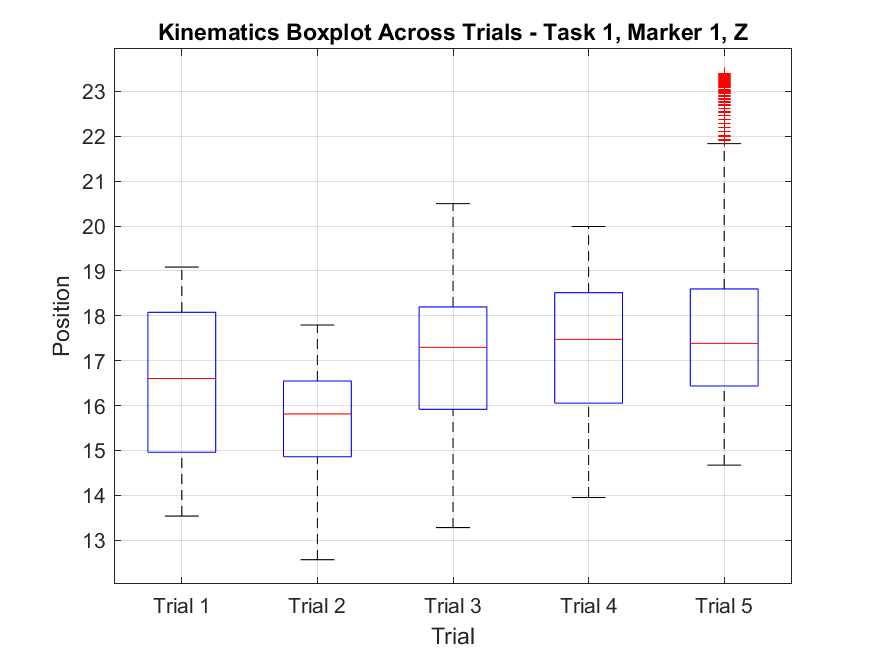 Kinematics Boxplot Across Trials - Task 1, Marker 1, Z
23
22
21
20
19
18
17
16
15
14
13
Position
Trial 1 Trial 2 Trial 3 Trial 4 Trial 5
Trial